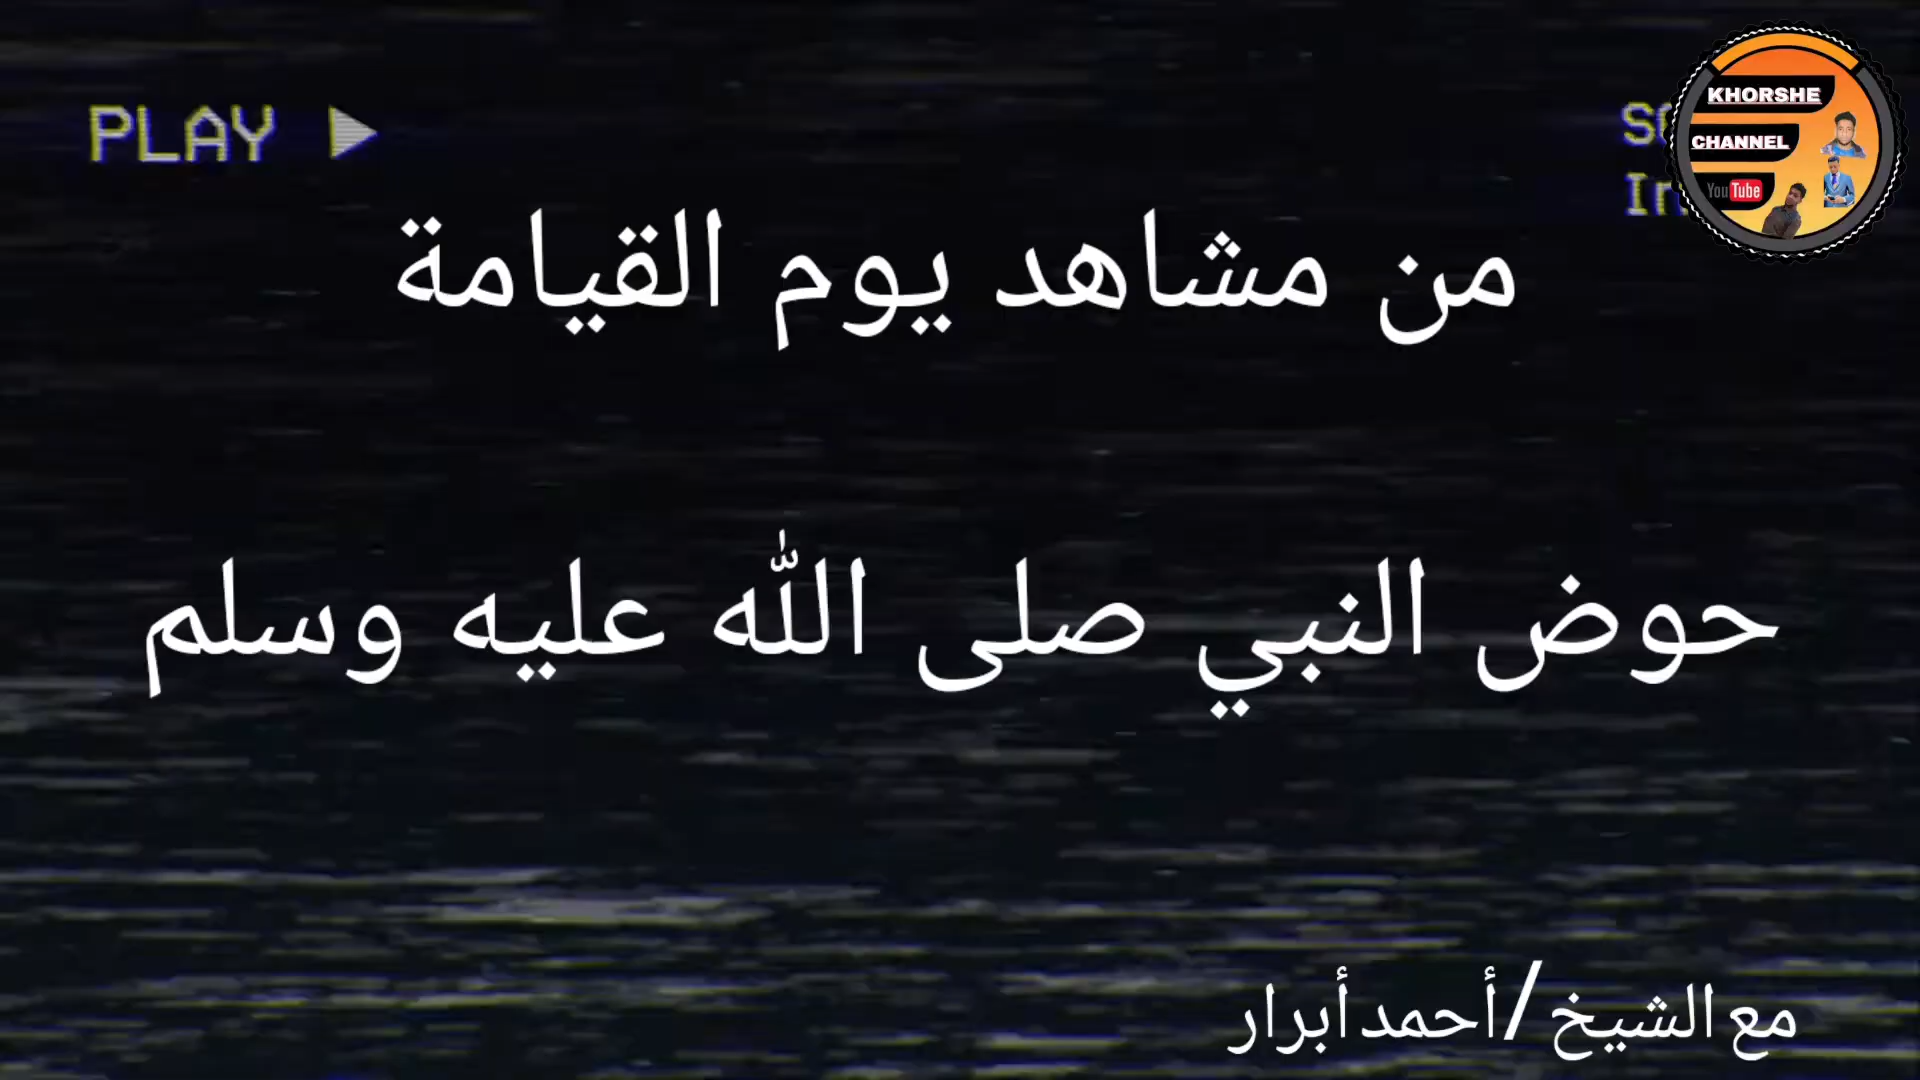 PLAY
KHORSHE
CHANNEL
YouTube
من مشاهد يوم القيامة
حوض النبي صلى الله عليه وسلم
مع الشيخ / أحمد أبرار